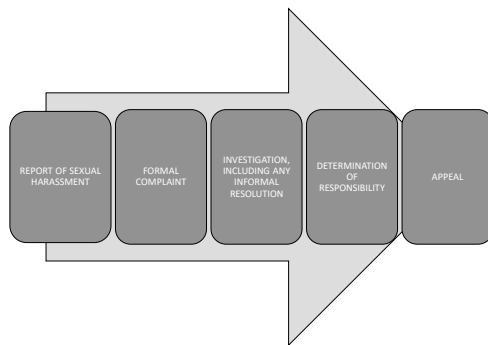 REPORT OF SEXUAL
HARASSMENT
FORMAL
COMPLAINT
INVESTIGATION,
INCLUDING ANY
INFORMAL
RESOLUTION
DETERMINATION
OF
RESPONSIBILITY
APPEAL